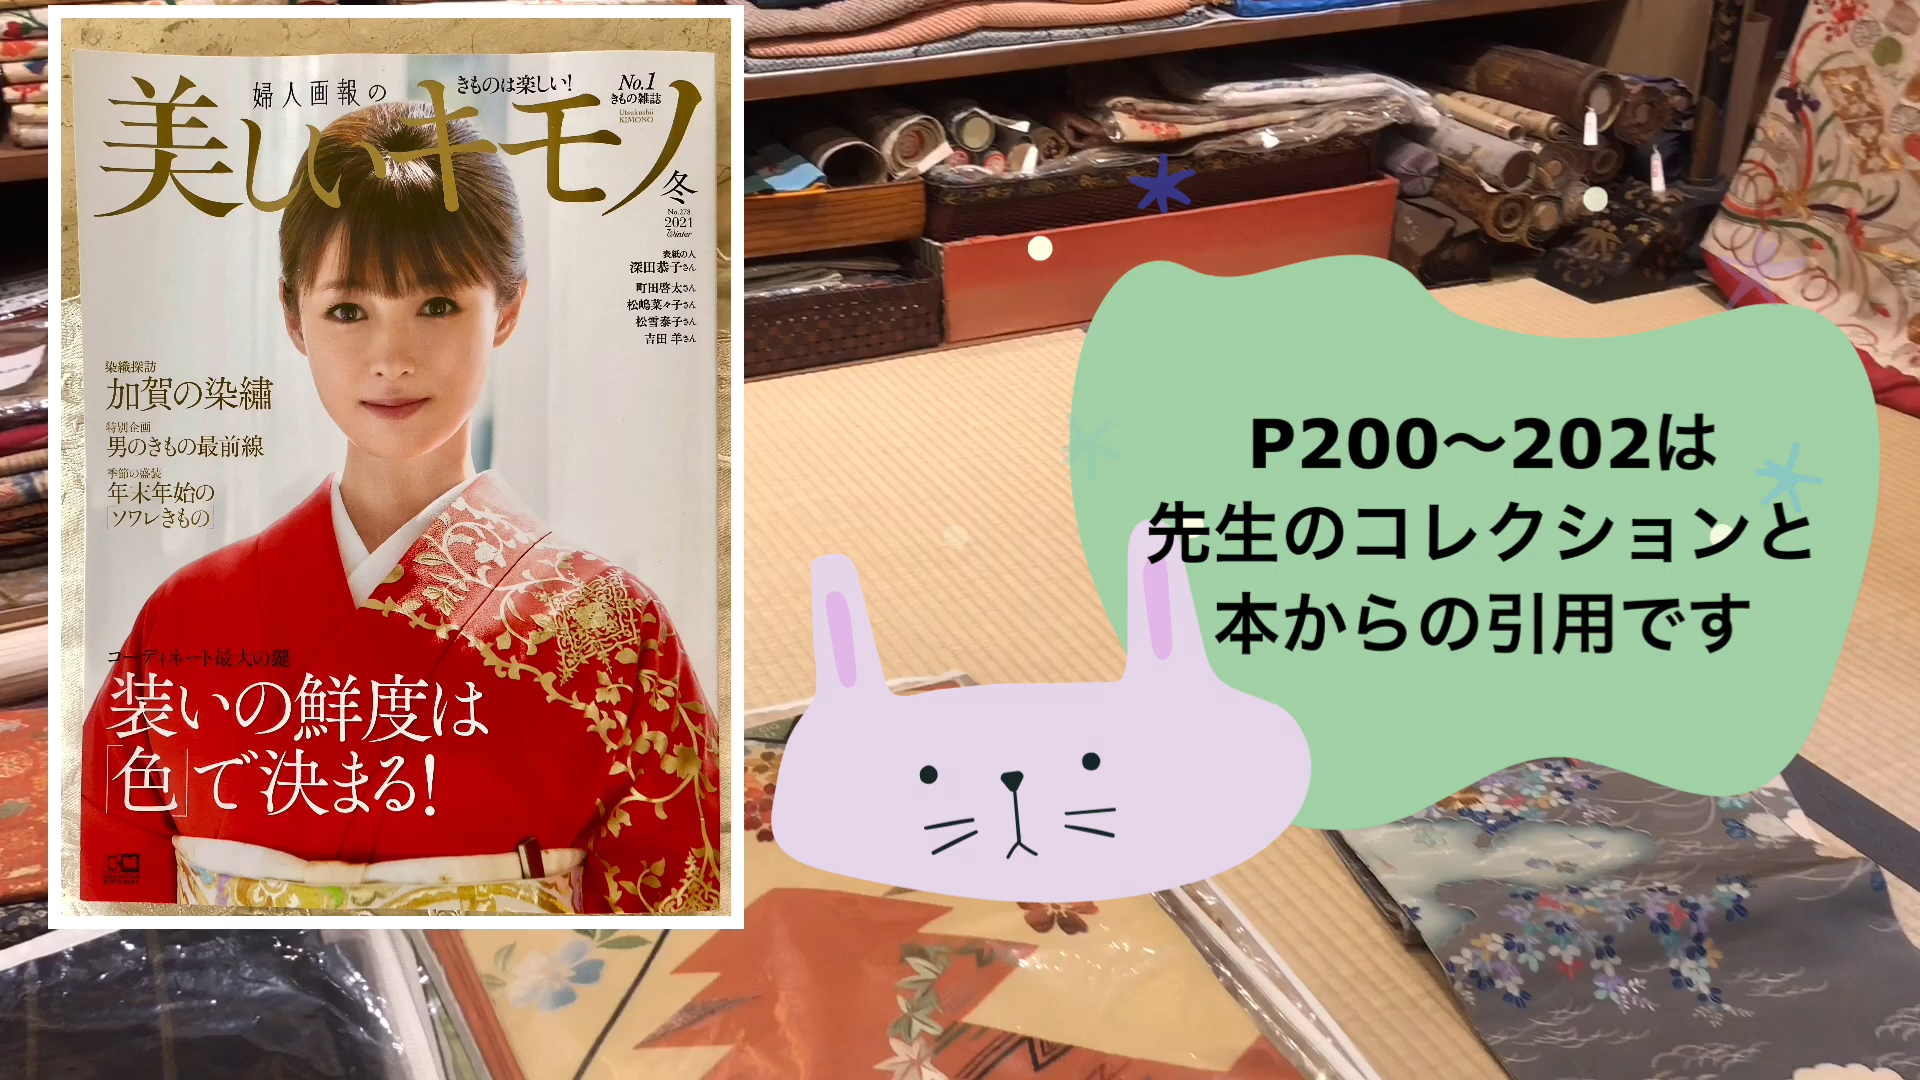 婦人画報の
きものは楽しい!
No.1
きもの雑誌
Utsukushii
KIMONO
美しいキモノ
冬
No.278
2021
Winter
表紙の人
深田恭子さん
町田啓太さん
松嶋菜々子さん
松雪泰子さん
吉田 羊さん
染織探訪
加賀の染繡
特別企画
男のきもの最前線
季節の盛装
年末年始の
「ソワレきもの」
コーディネート最大の鍵
装いの鮮度は
「色」で決まる!
P200〜202は
先生のコレクションと
本からの引用です